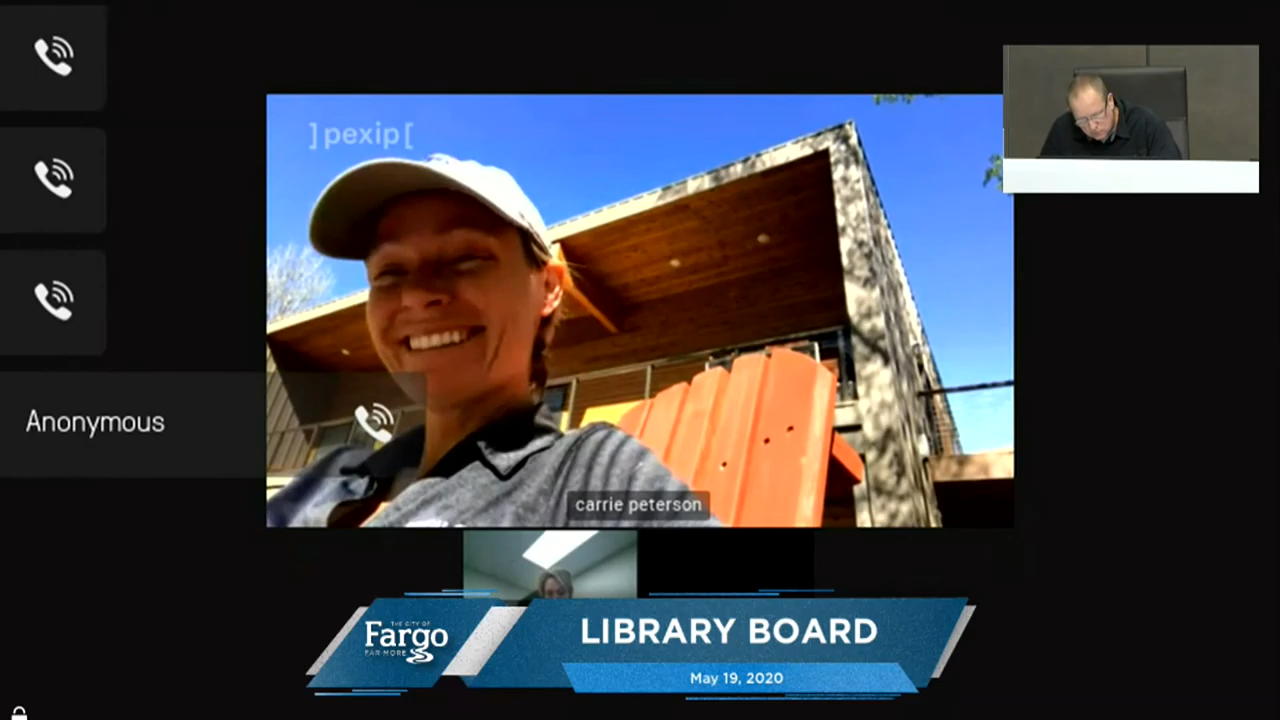 ]pexip[
Anonymous
carrie peterson
THE CITY OF
Fargo
FAR MORE
LIBRARY BOARD
May 19, 2020